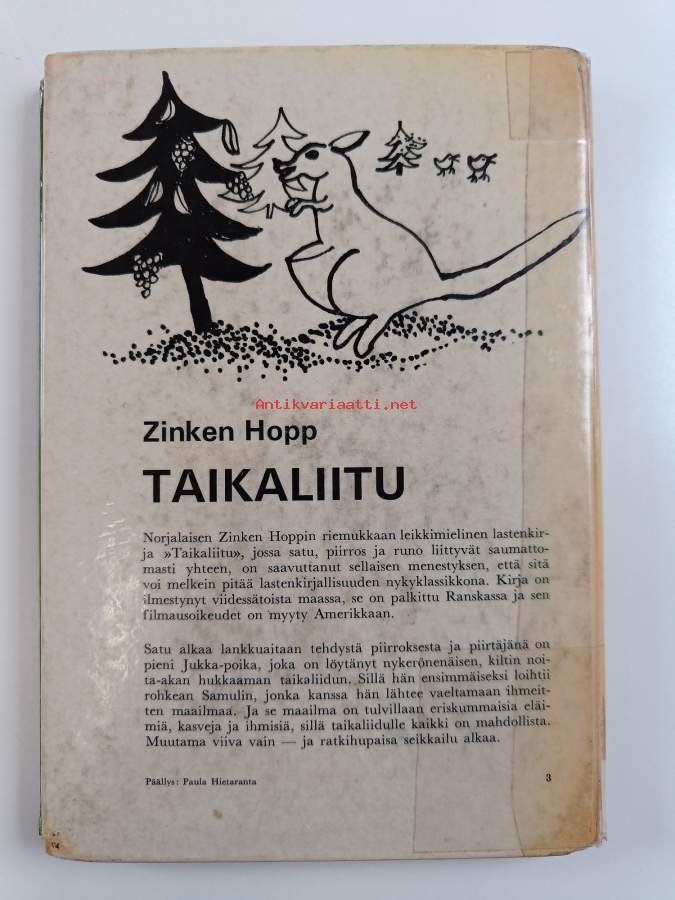 Antikvariaatti.net
Zinken Hopp
TAIKALIITU
Norjalaisen Zinken Hoppin riemukkaan leikkimielinen lastenkir-
ja »Taikaliitu», jossa satu, piirros ja runo liittyvät saumatto-
masti yhteen, on saavuttanut sellaisen menestyksen, että sitä
voi melkein pitää lastenkirjallisuuden nykyklassikkona. Kirja on
ilmestynyt viidessätoista maassa, se on palkittu Ranskassa ja sen
filmausoikeudet on myyty Amerikkaan.
Satu alkaa lankkuaitaan tehdystä piirroksesta ja piirtäjänä on
pieni Jukka-poika, joka on löytänyt nykerönenäisen, kiltin noi-
ta-akan hukkaaman taikaliidun. Sillä hän ensimmäiseksi loihtii
rohkean Samulin, jonka kanssa hän lähtee vaeltamaan ihmeit-
ten maailmaa. Ja se maailma on tulvillaan eriskummaisia eläi-
miä, kasveja ja ihmisiä, sillä taikaliidulle kaikki on mahdollista.
Muutama viiva vain — ja ratkihupaisa seikkailu alkaa.
Päällys: Paula Hietaranta
3